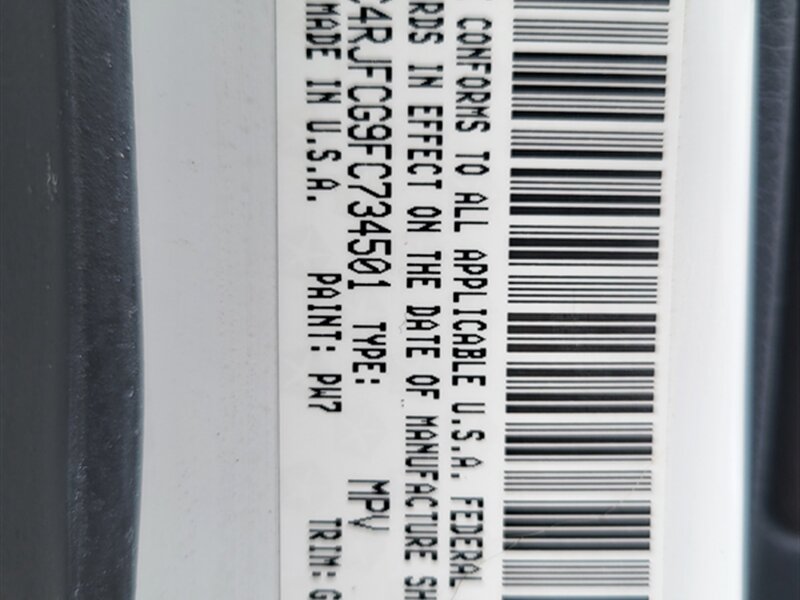 CONFORMS TO ALL APPLICABLE U.S.A. FEDERAL
RDS IN EFFECT ON THE DATE OF MANUFACTURE SH
C4RJFCG9FC734501 TYPE: MPV
MADE IN U.S.A. PAINT: PW7 TRIM: G